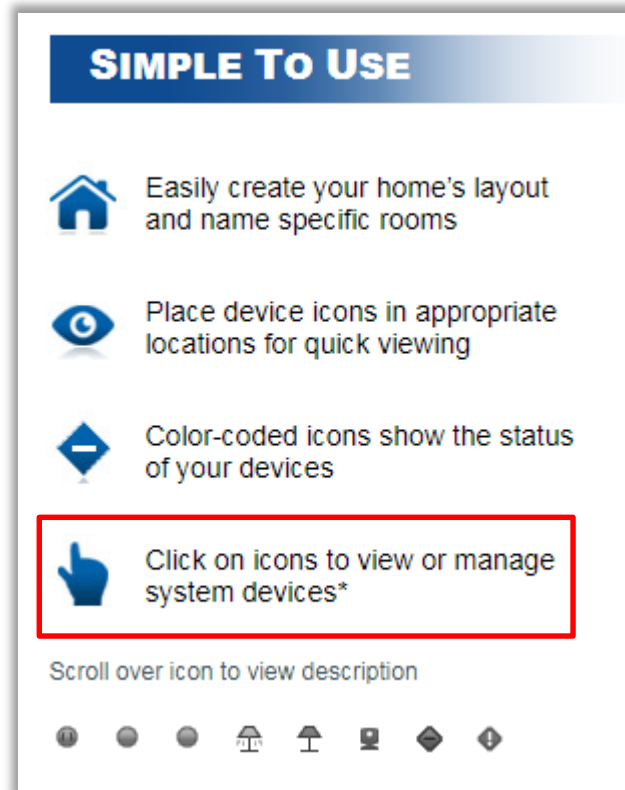 SIMPLE TO USE
Easily create your home's layout
and name specific rooms
Place device icons in appropriate
locations for quick viewing
Color-coded icons show the status
of your devices
Click on icons to view or manage
system devices*
Scroll over icon to view description